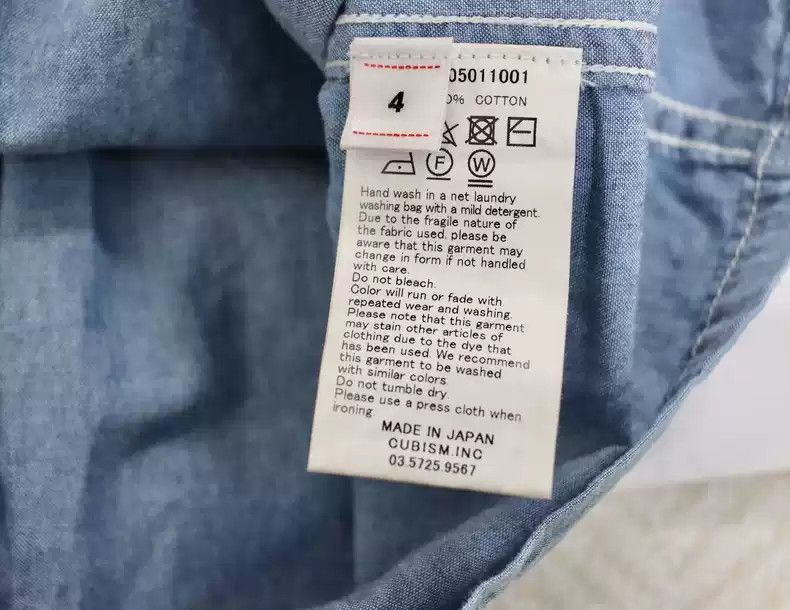 4
05011001
0% COTTON
F
W
Hand wash in a net laundry
washing bag with a mild detergent.
Due to the fragile nature of
the fabric used, please be
aware that this garment may
change in form if not handled
with care.
Do not bleach.
Color will run or fade with
repeated wear and washing.
Please note that this garment
may stain other articles of
clothing due to the dye that
has been used. We recommend
this garment to be washed
with similar colors.
Do not tumble dry.
Please use a press cloth when
ironing.
MADE IN JAPAN
CUBISM.INC
03.5725.9567